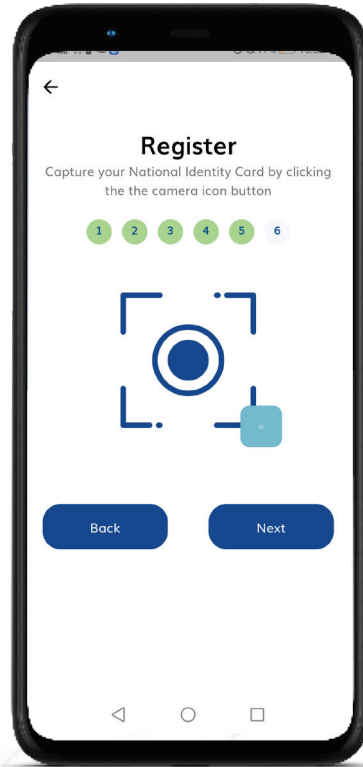 Register
Capture your National Identity Card by clicking
the the camera icon button
1 2 3 4 5 6
Back Next